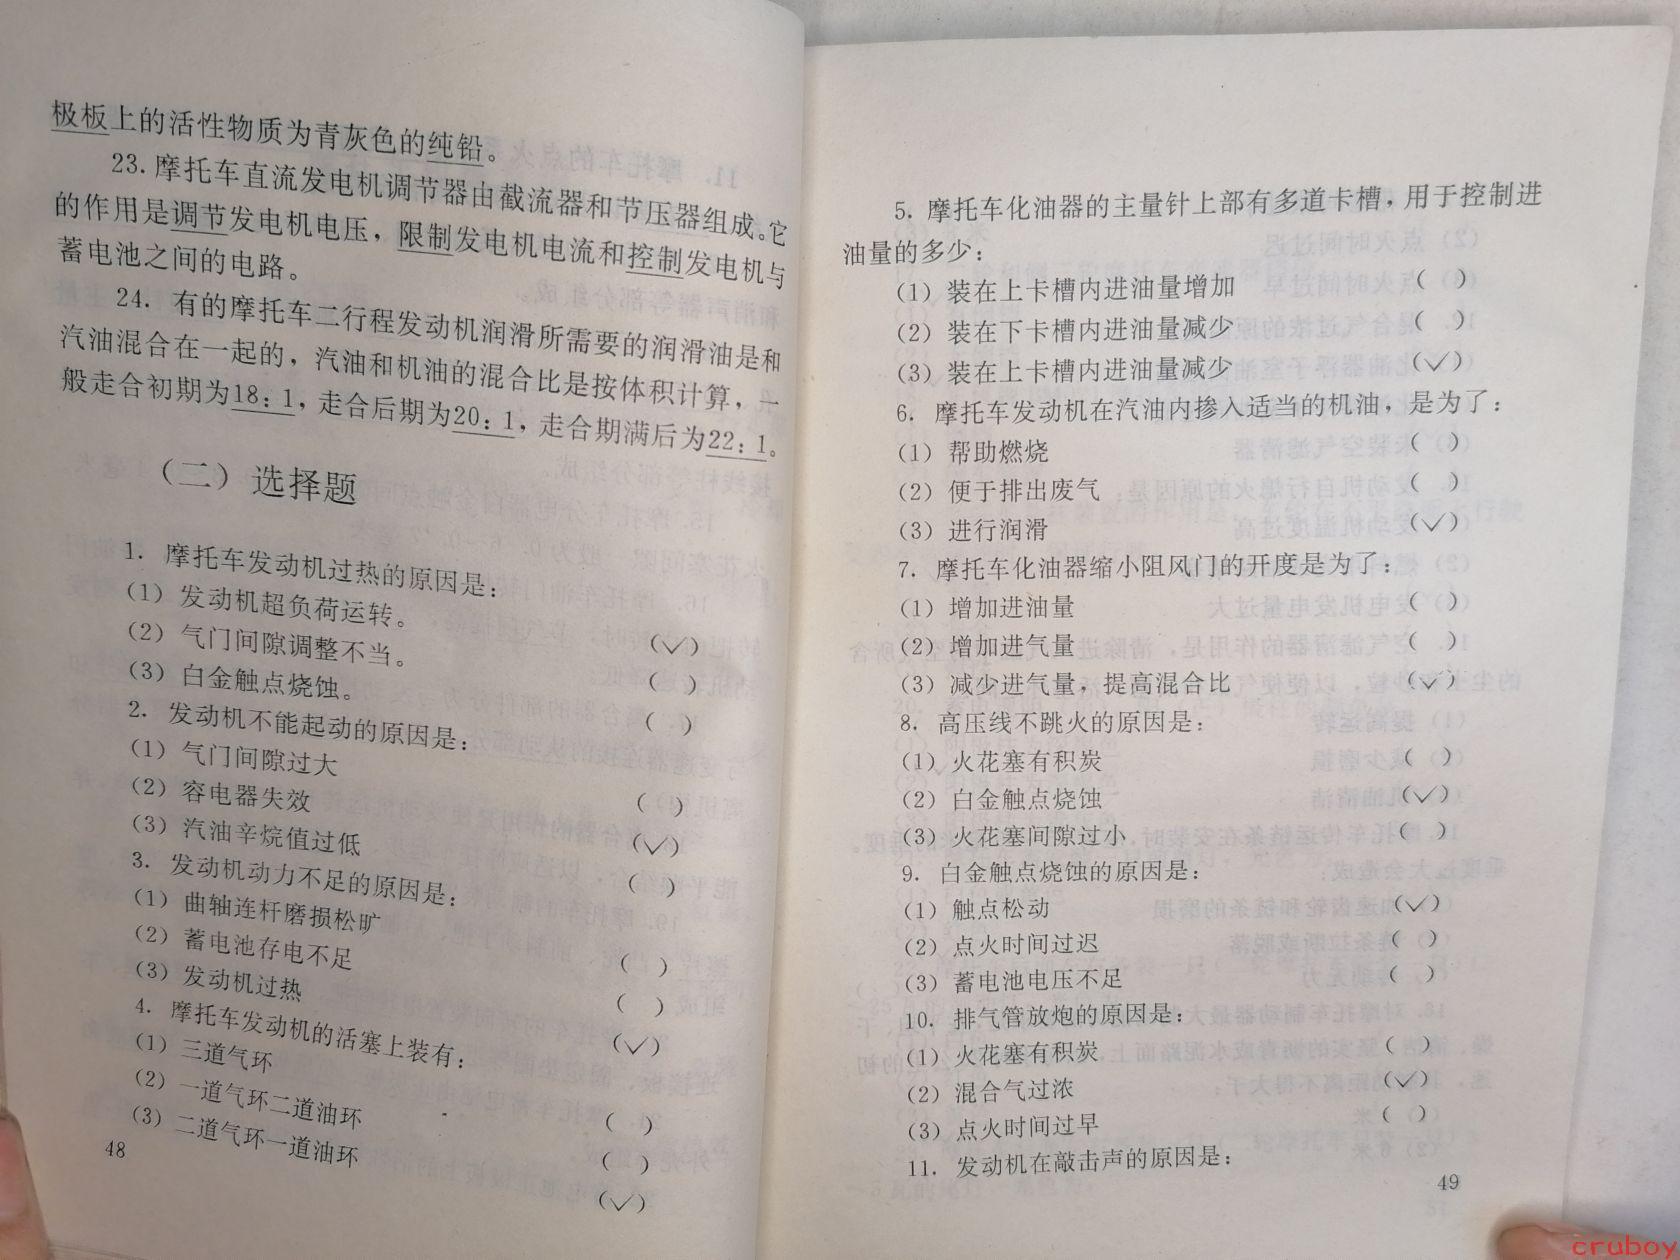 极板上的活性物质为青灰色的纯铅。
23.摩托车直流发电机调节器由截流器和节压器组成。它
的作用是调节发电机电压，限制发电机电流和控制发电机与
蓄电池之间的电路。
24. 有的摩托车二行程发动机润滑所需要的润滑油是和
汽油混合在一起的，汽油和机油的混合比是按体积计算，一
般走合初期为18：1，走合后期为20：1，走合期满后为22：1。
（二）选择题
1. 摩托车发动机过热的原因是：
(1) 发动机超负荷运转。 (✓)
(2) 气门间隙调整不当。 ( )
(3) 白金触点烧蚀。 ( )
2. 发动机不能起动的原因是：
(1) 气门间隙过大 ( )
(2) 容电器失效 (✓)
(3) 汽油辛烷值过低 ( )
3. 发动机动力不足的原因是：
(1) 曲轴连杆磨损松旷 ( )
(2) 蓄电池存电不足 ( )
(3) 发动机过热 (✓)
4. 摩托车发动机的活塞上装有：
(1) 三道气环 ( )
(2) 一道气环二道油环 ( )
(3) 二道气环一道油环 (✓)
48
5. 摩托车化油器的主量针上部有多道卡槽，用于控制进
油量的多少：
(1) 装在上卡槽内进油量增加 ( )
(2) 装在下卡槽内进油量减少 ( )
(3) 装在上卡槽内进油量减少 (✓)
6. 摩托车发动机在汽油内掺入适当的机油，是为了：
(1) 帮助燃烧 ( )
(2) 便于排出废气 ( )
(3) 进行润滑 (✓)
7. 摩托车化油器缩小阻风门的开度是为了：
(1) 增加进油量 ( )
(2) 增加进气量 ( )
(3) 减少进气量，提高混合比 (✓)
8. 高压线不跳火的原因是：
(1) 火花塞有积炭 ( )
(2) 白金触点烧蚀 (✓)
(3) 火花塞间隙过小 ( )
9. 白金触点烧蚀的原因是：
(1) 触点松动 (✓)
(2) 点火时间过迟 ( )
(3) 蓄电池电压不足 ( )
10. 排气管放炮的原因是：
(1) 火花塞有积炭 ( )
(2) 混合气过浓 (✓)
(3) 点火时间过早 ( )
11. 发动机在敲击声的原因是：
49
cruboy